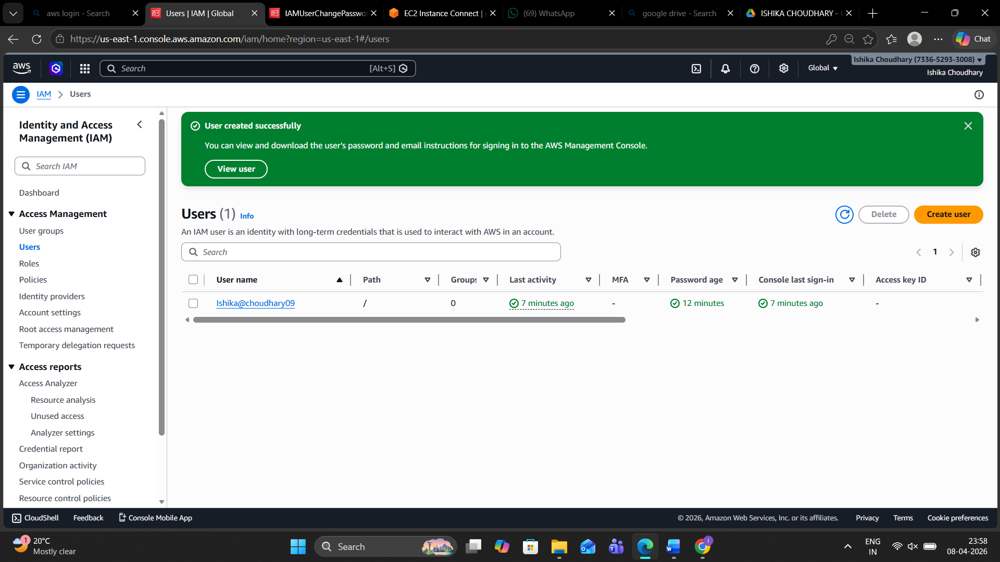 aws login - Search
Users | IAM | Global
IAMUserChangePasswo
EC2 Instance Connect |
(69) WhatsApp
google drive - Search
ISHIKA CHOUDHARY -
https://us-east-1.console.aws.amazon.com/iam/home?region=us-east-1#/users
Chat
aws
Search
[Alt+S]
Global
Ishika Choudhary (7336-5293-3008)
Ishika Choudhary
IAM
Users
Identity and Access
Management (IAM)
Search IAM
Dashboard
Access Management
User groups
Users
Roles
Policies
Identity providers
Account settings
Root access management
Temporary delegation requests
Access reports
Access Analyzer
Resource analysis
Unused access
Analyzer settings
Credential report
Organization activity
Service control policies
Resource control policies
User created successfully
You can view and download the user's password and email instructions for signing in to the AWS Management Console.
View user
Users (1) Info
Delete
Create user
An IAM user is an identity with long-term credentials that is used to interact with AWS in an account.
Search
1
User name Path Groups Last activity MFA Password age Console last sign-in Access key ID
Ishika@choudhary09 / 0 7 minutes ago - 12 minutes 7 minutes ago -
CloudShell Feedback Console Mobile App
© 2026, Amazon Web Services, Inc. or its affiliates. Privacy Terms Cookie preferences
1
20°C
Mostly clear
Search
ENG
IN
23:58
08-04-2026